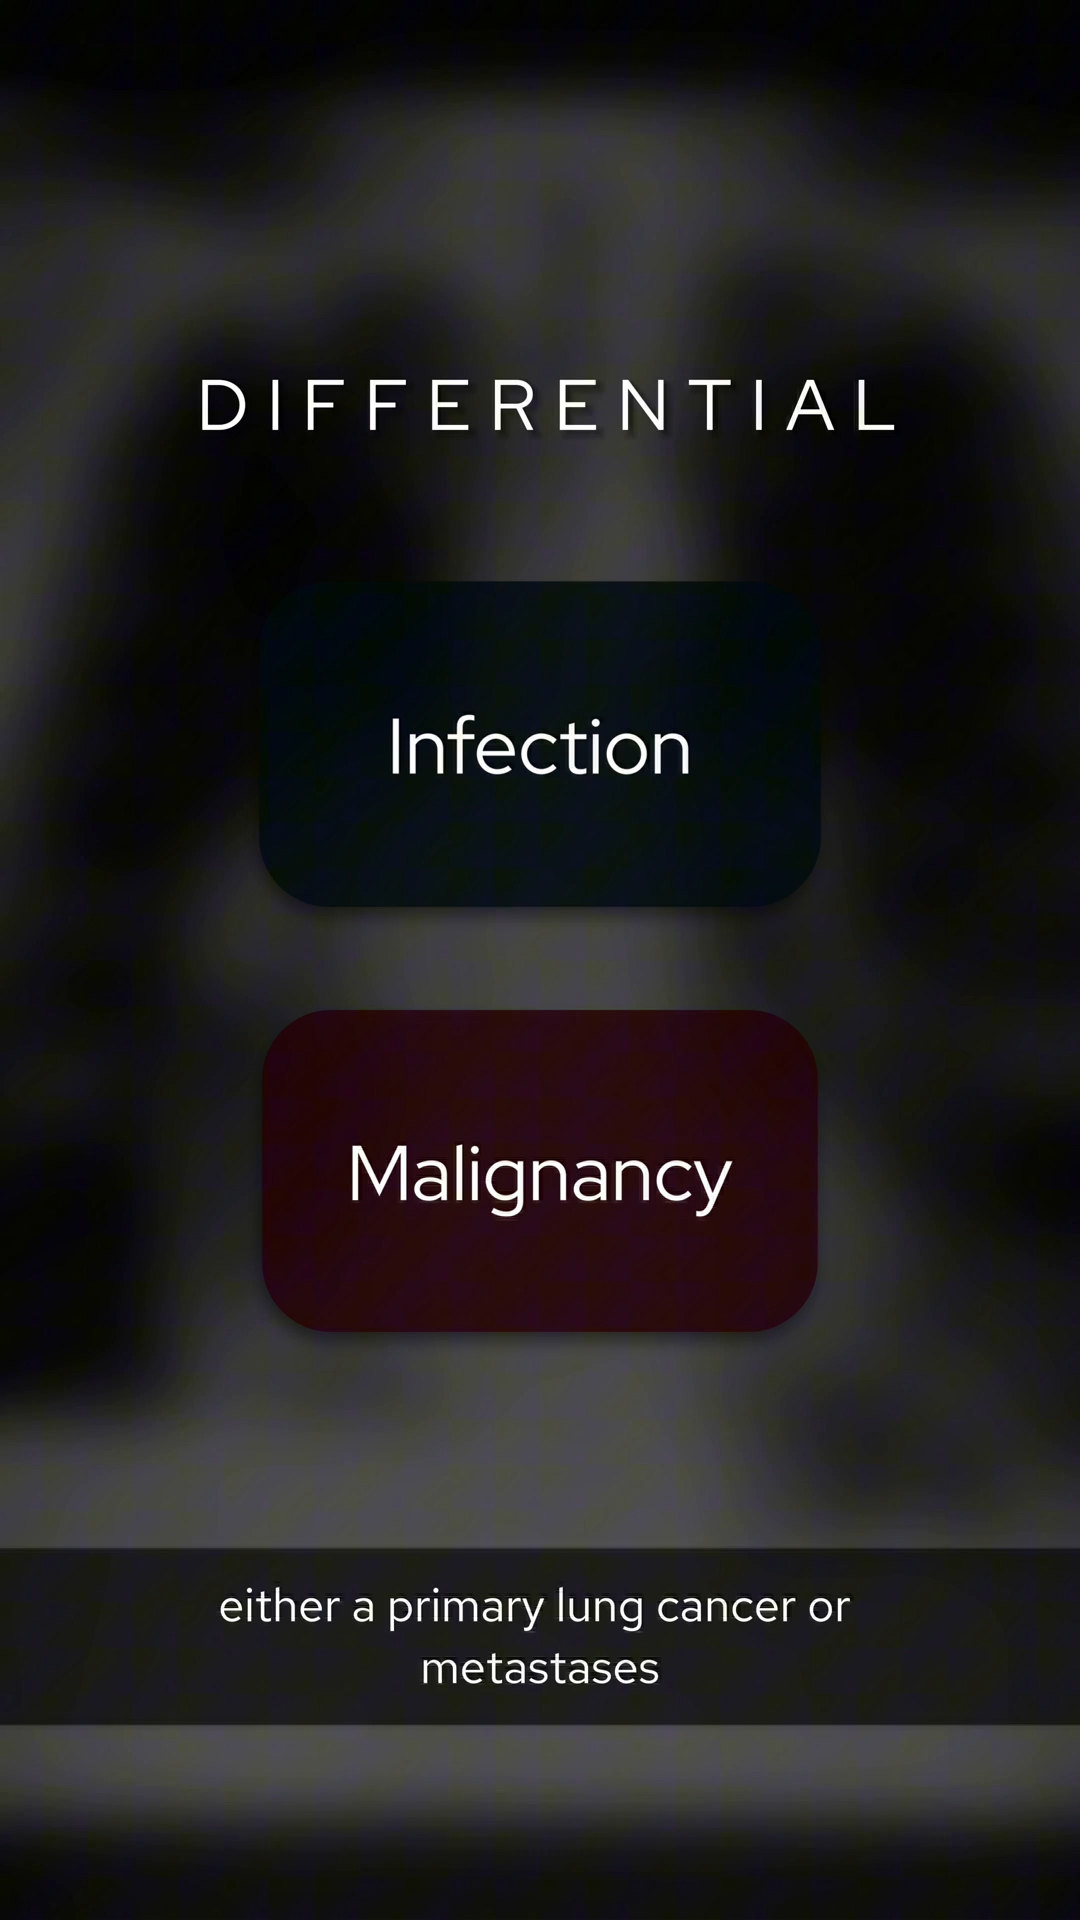 DIFFERENTIAL
Infection
Malignancy
either a primary lung cancer or
metastases